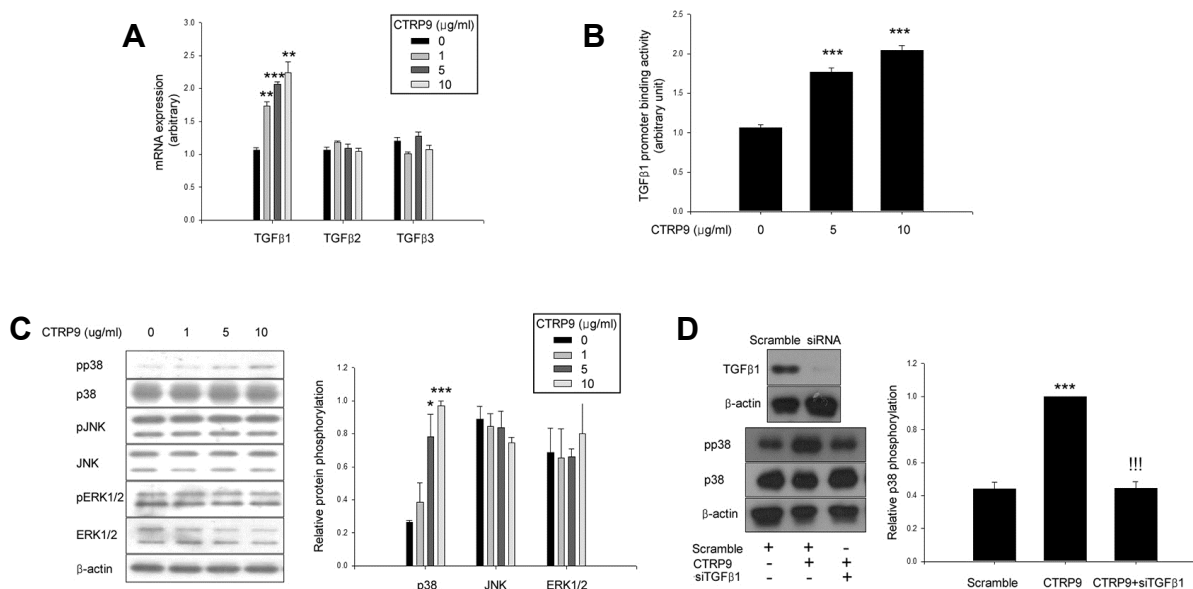 A
CTRP9 (μg/ml)
0
1
5
10
mRNA expression
(arbitrary)
3.0
2.5
2.0
1.5
1.0
0.5
0.0
**
***
**
TGFβ1 TGFβ2 TGFβ3
B
TGFβ1 promoter binding activity
(arbitrary unit)
2.5
2.0
1.5
1.0
0.5
0.0
***
***
CTRP9 (μg/ml) 0 5 10
C
CTRP9 (ug/ml) 0 1 5 10
pp38
p38
pJNK
JNK
pERK1/2
ERK1/2
β-actin
CTRP9 (μg/ml)
0
1
5
10
Relative protein phosphorylation
1.2
1.0
0.8
0.6
0.4
0.2
0.0
*
***
p38 JNK ERK1/2
D
Scramble siRNA
TGFβ1
β-actin
pp38
p38
β-actin
Scramble + + -
CTRP9 - + +
siTGFβ1 - - +
Relative p38 phosphorylation
1.2
1.0
0.8
0.6
0.4
0.2
0.0
***
!!!
Scramble CTRP9 CTRP9+siTGFβ1